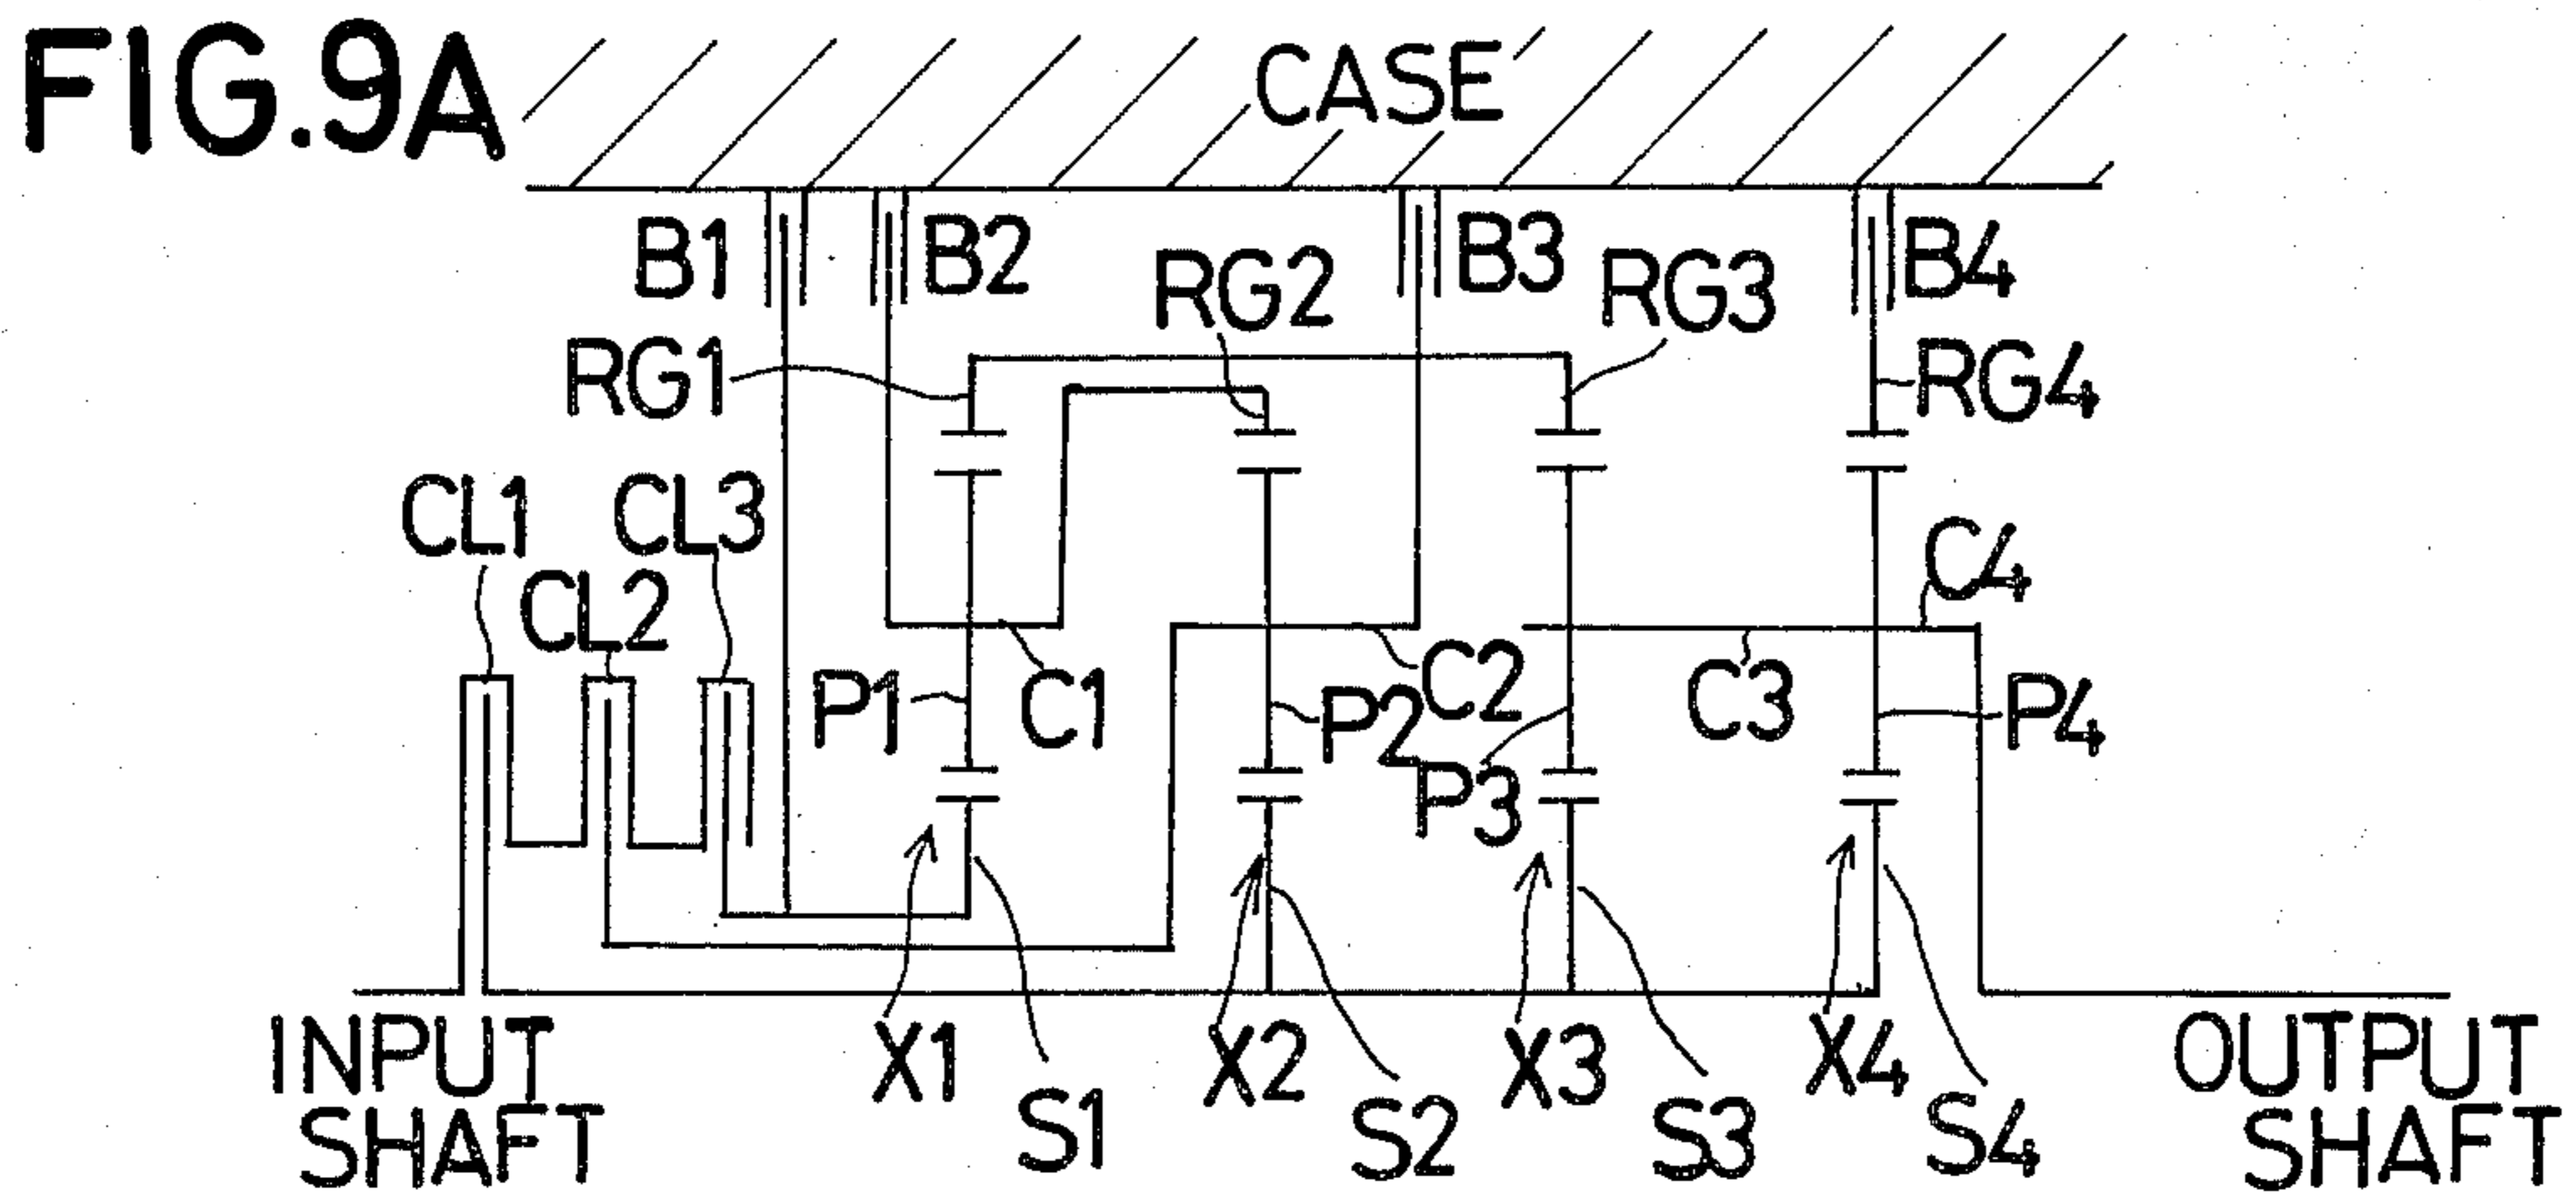 FIG.9A
CASE
B1
B2
B3
B4
RG1
RG2
RG3
RG4
CL1
CL2
CL3
C4
P1
C1
P2
C2
P3
C3
P4
INPUT
SHAFT
X1
S1
X2
S2
X3
S3
X4
S4
OUTPUT
SHAFT